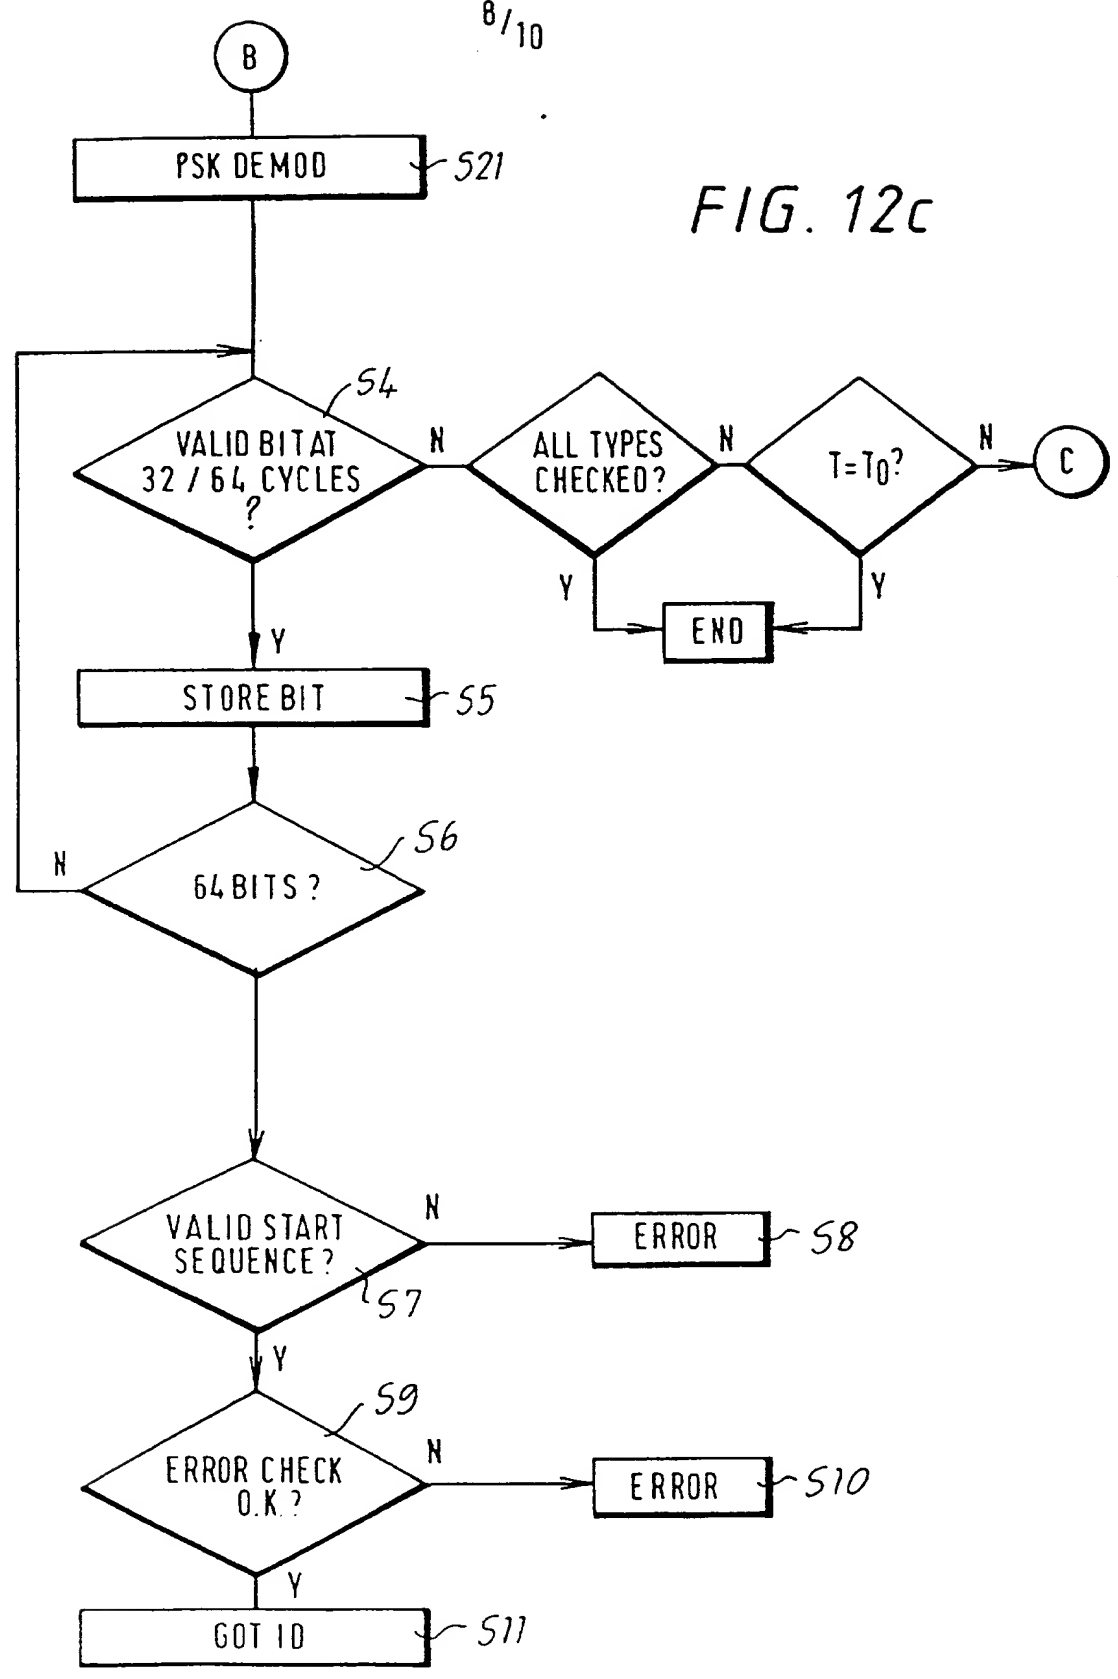 8/10
B
PSK DEMOD
S21
FIG. 12c
S4
VALID BIT AT
32 / 64 CYCLES
?
N
ALL TYPES
CHECKED?
N
T=T0?
N
C
Y
Y
END
Y
STORE BIT
S5
S6
N
64 BITS ?
VALID START
SEQUENCE?
N
ERROR
S8
S7
Y
S9
ERROR CHECK
O.K.?
N
ERROR
S10
Y
GOT ID
S11